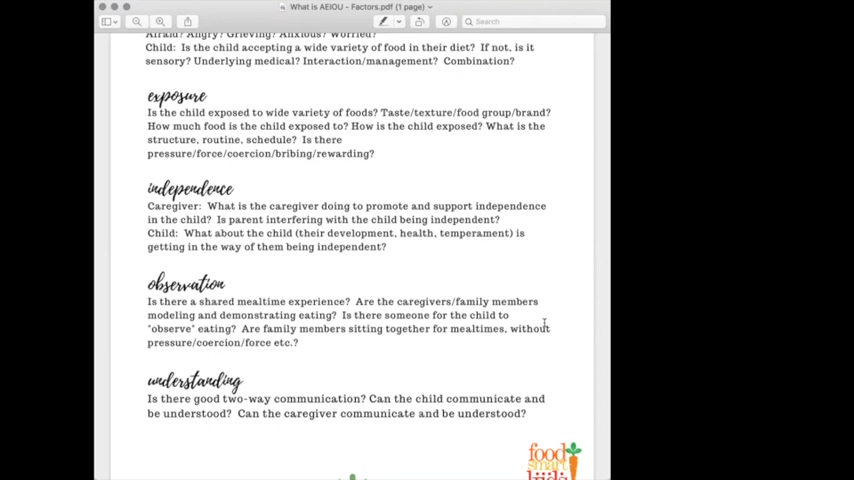 What is AEIOU - Factors.pdf (1 page)
Search
Afraid? Angry? Grieving? Anxious? Worried?
Child: Is the child accepting a wide variety of food in their diet? If not, is it
sensory? Underlying medical? Interaction/management? Combination?
exposure
Is the child exposed to wide variety of foods? Taste/texture/food group/brand?
How much food is the child exposed to? How is the child exposed? What is the
structure, routine, schedule? Is there
pressure/force/coercion/bribing/rewarding?
independence
Caregiver: What is the caregiver doing to promote and support independence
in the child? Is parent interfering with the child being independent?
Child: What about the child (their development, health, temperament) is
getting in the way of them being independent?
observation
Is there a shared mealtime experience? Are the caregivers/family members
modeling and demonstrating eating? Is there someone for the child to
"observe" eating? Are family members sitting together for mealtimes, without
pressure/coercion/force etc.?
understanding
Is there good two-way communication? Can the child communicate and
be understood? Can the caregiver communicate and be understood?
food
smart
kids